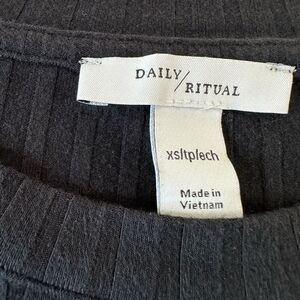 DAILY/
RITUAL
xs/tp/ech
Made in
Vietnam